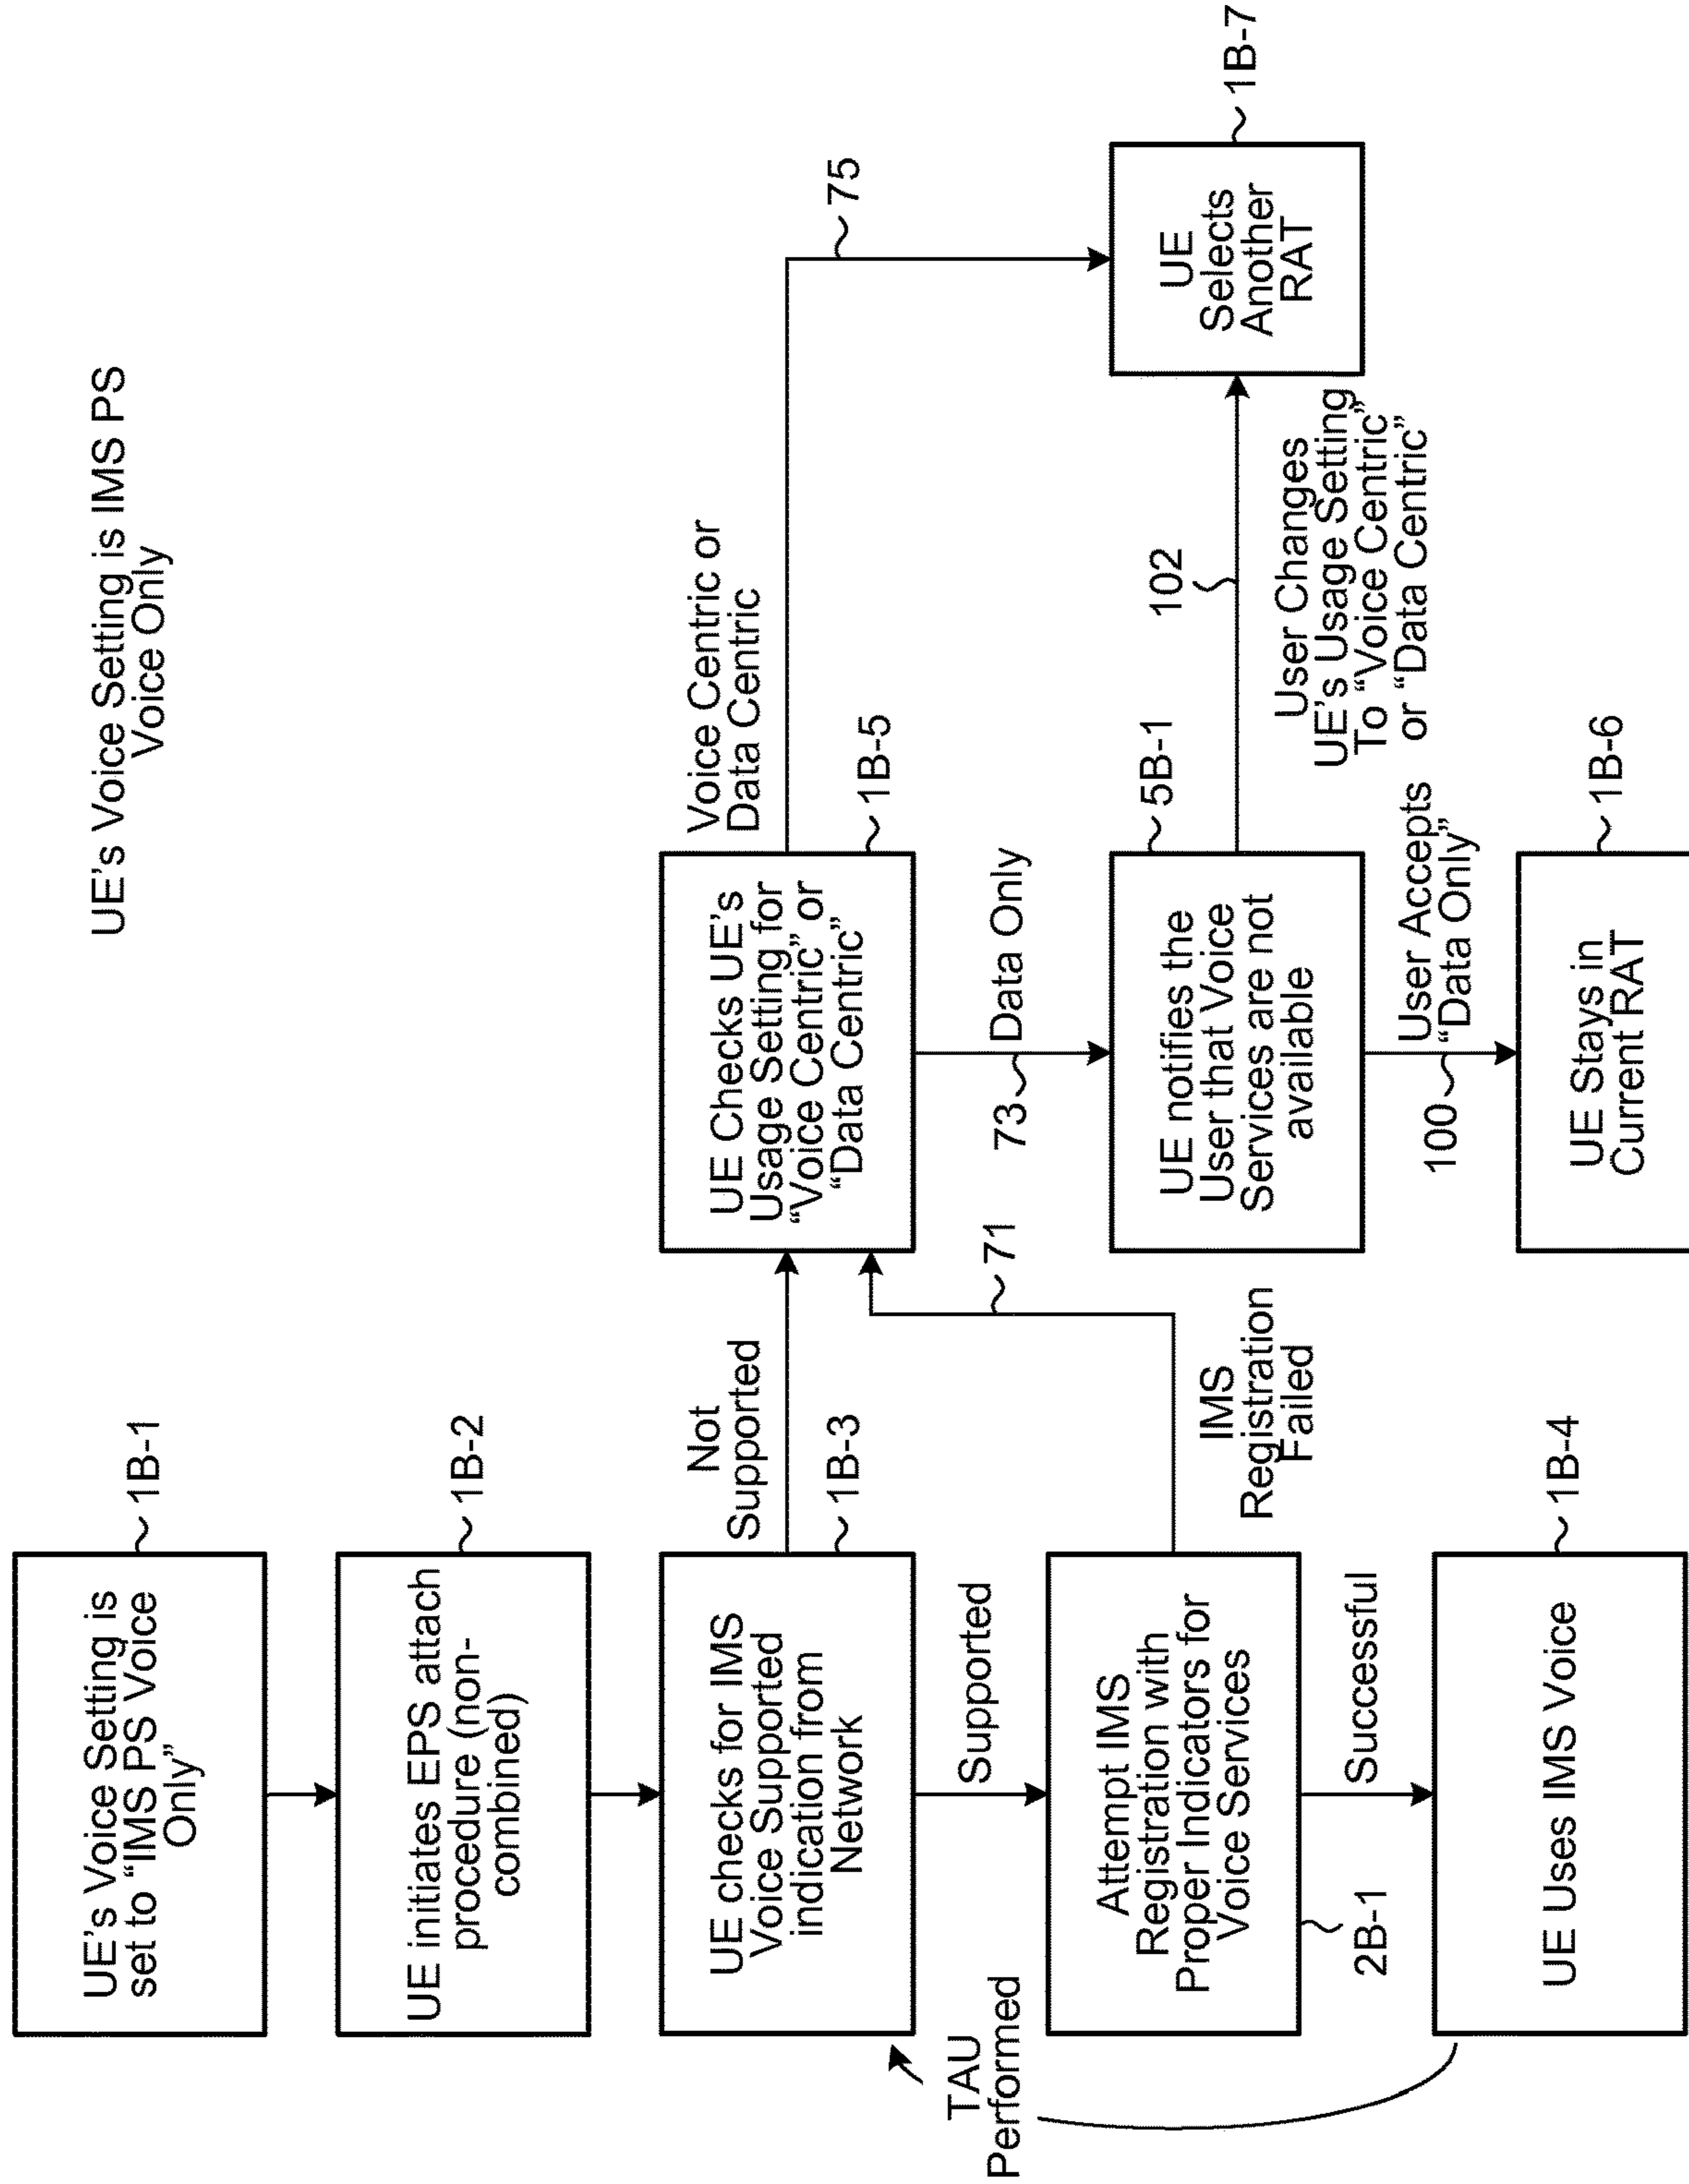 UE's Voice Setting is IMS PS
Voice Only
UE's Voice Setting is
set to “IMS PS Voice
Only”
1B-1
UE initiates EPS attach
procedure (non-
combined)
1B-2
UE checks for IMS
Voice Supported
indication from
Network
1B-3
Not
Supported
UE Checks UE's
Usage Setting for
“Voice Centric” or
“Data Centric”
1B-5
Voice Centric or
Data Centric
75
TAU
Performed
Supported
71
73
Data Only
Attempt IMS
Registration with
Proper Indicators for
Voice Services
2B-1
IMS
Registration
Failed
UE notifies the
User that Voice
Services are not
available
5B-1
102
User Changes
UE's Usage Setting
To “Voice Centric”
or “Data Centric”
UE
Selects
Another
RAT
1B-7
Successful
100
User Accepts
“Data Only”
UE Uses IMS Voice
1B-4
UE Stays in
Current RAT
1B-6